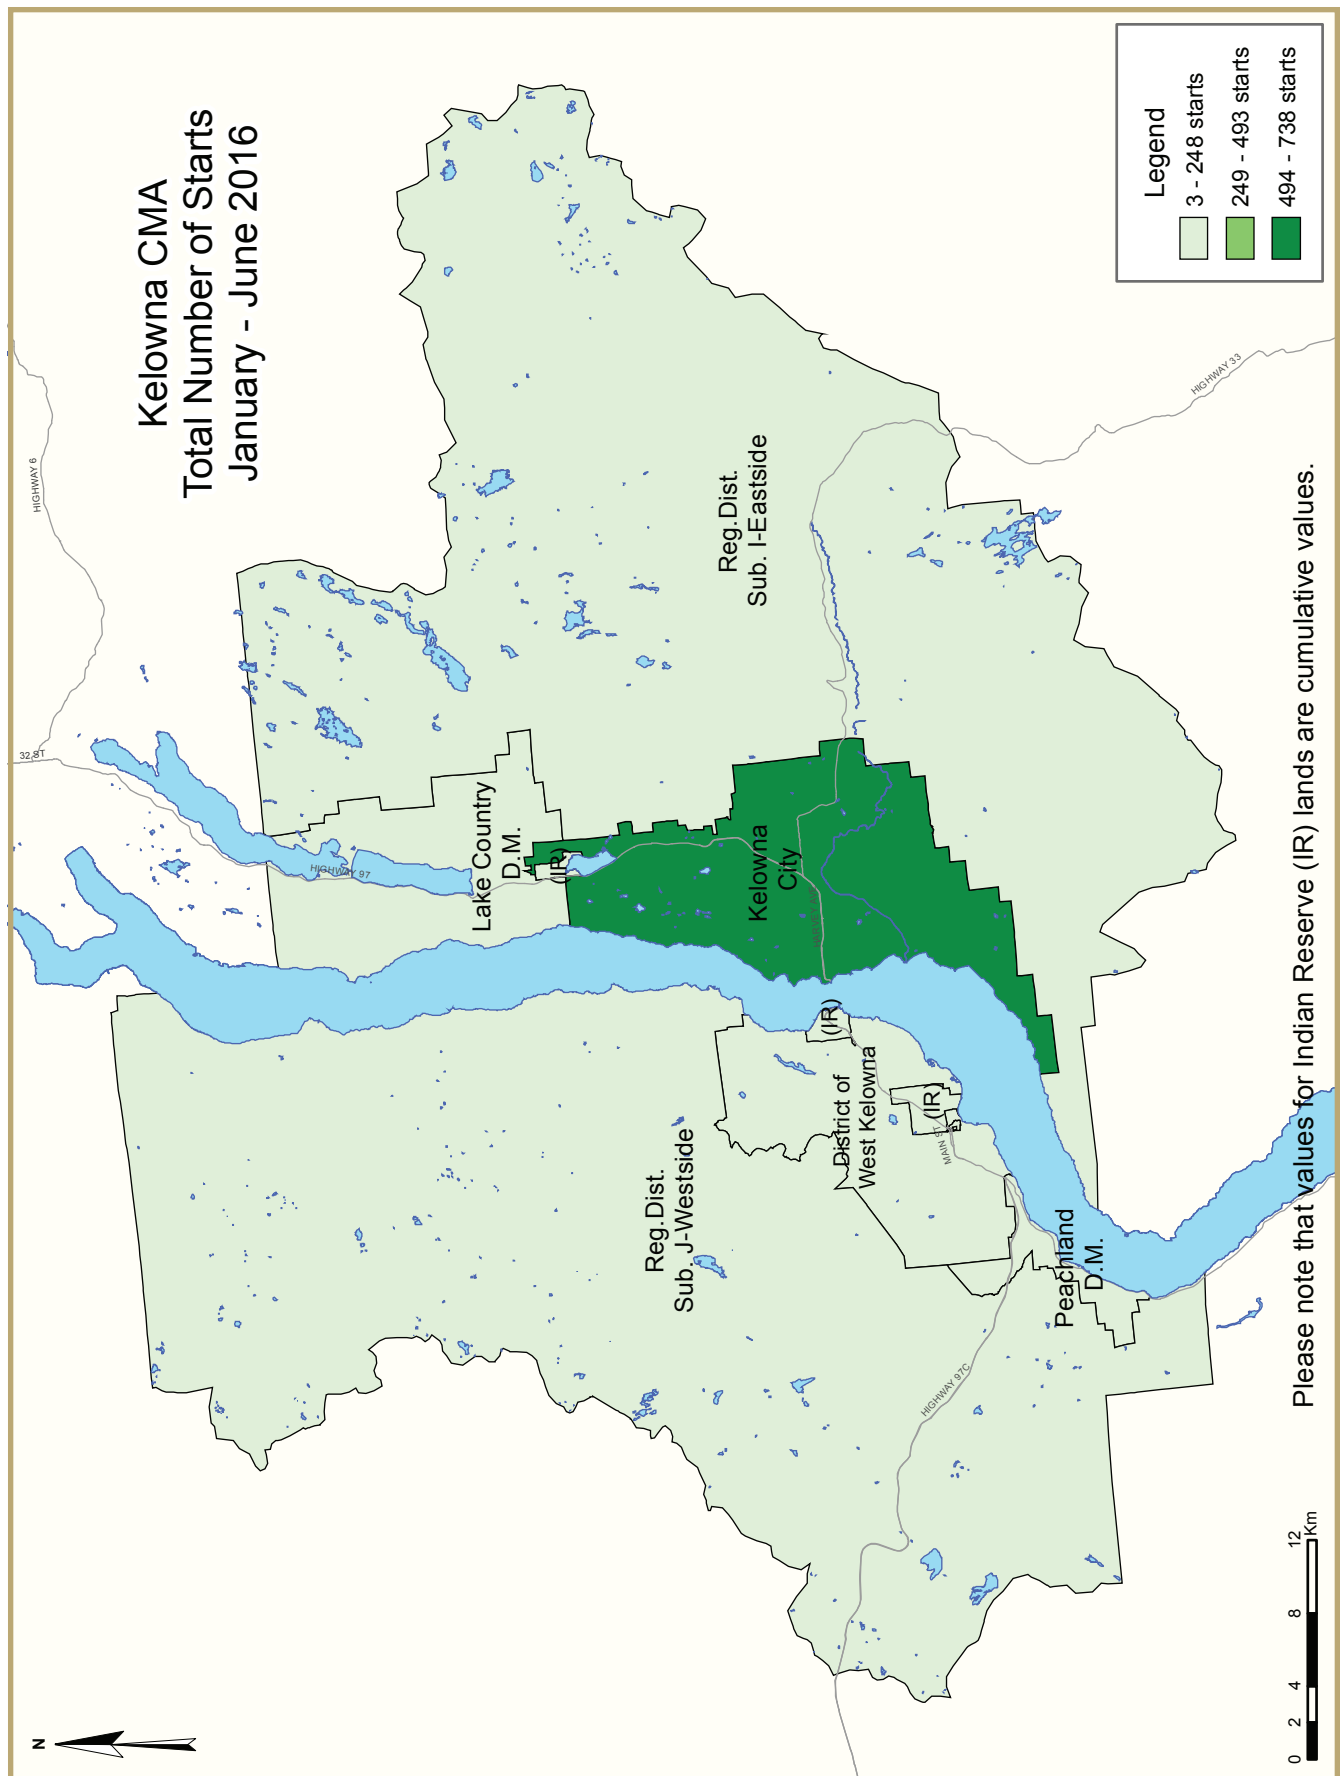 Kelowna CMA
Total Number of Starts
January - June 2016
Legend
3 - 248 starts
249 - 493 starts
494 - 738 starts
N
HIGHWAY 6
32 ST
HIGHWAY 97
Lake Country
D.M.
(IR)
Reg.Dist.
Sub. I-Eastside
HIGHWAY 33
Kelowna
City
(IR)
District of
West Kelowna
(IR)
MAIN ST
Reg.Dist.
Sub. J-Westside
Peachland
D.M.
HIGHWAY 97C
0 2 4 8 12
Km
Please note that values for Indian Reserve (IR) lands are cumulative values.